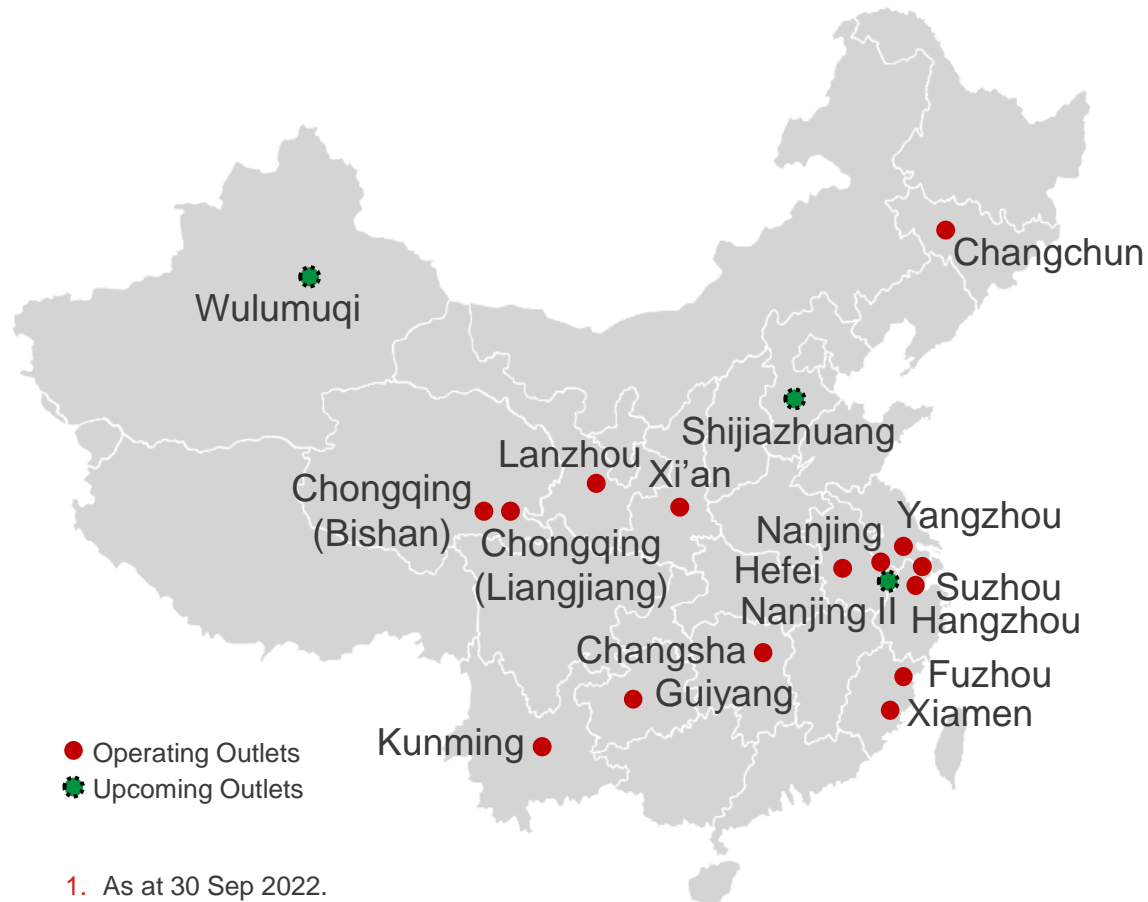 Changchun
Wulumuqi
Shijiazhuang
Lanzhou
Xi’an
Chongqing
(Bishan)
Chongqing
(Liangjiang)
Yangzhou
Nanjing
Hefei
Suzhou
Nanjing II
Hangzhou
Changsha
Fuzhou
Guiyang
Xiamen
Kunming
Operating Outlets
Upcoming Outlets
1. As at 30 Sep 2022.